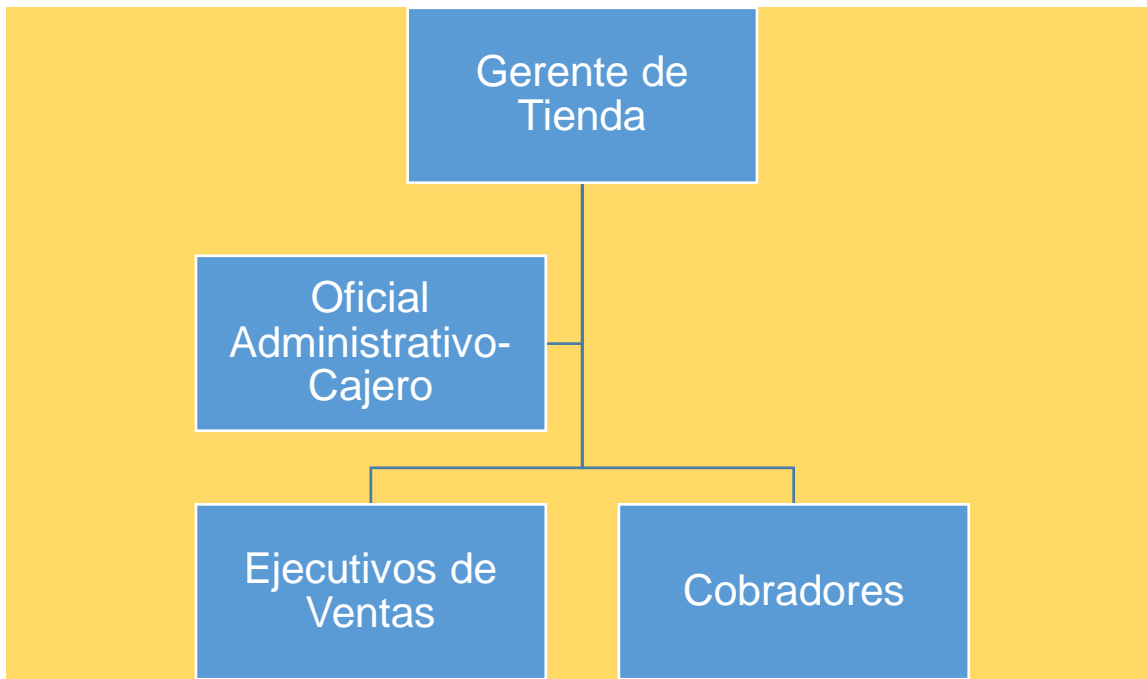 Gerente de
Tienda
Oficial
Administrativo-
Cajero
Ejecutivos de
Ventas
Cobradores